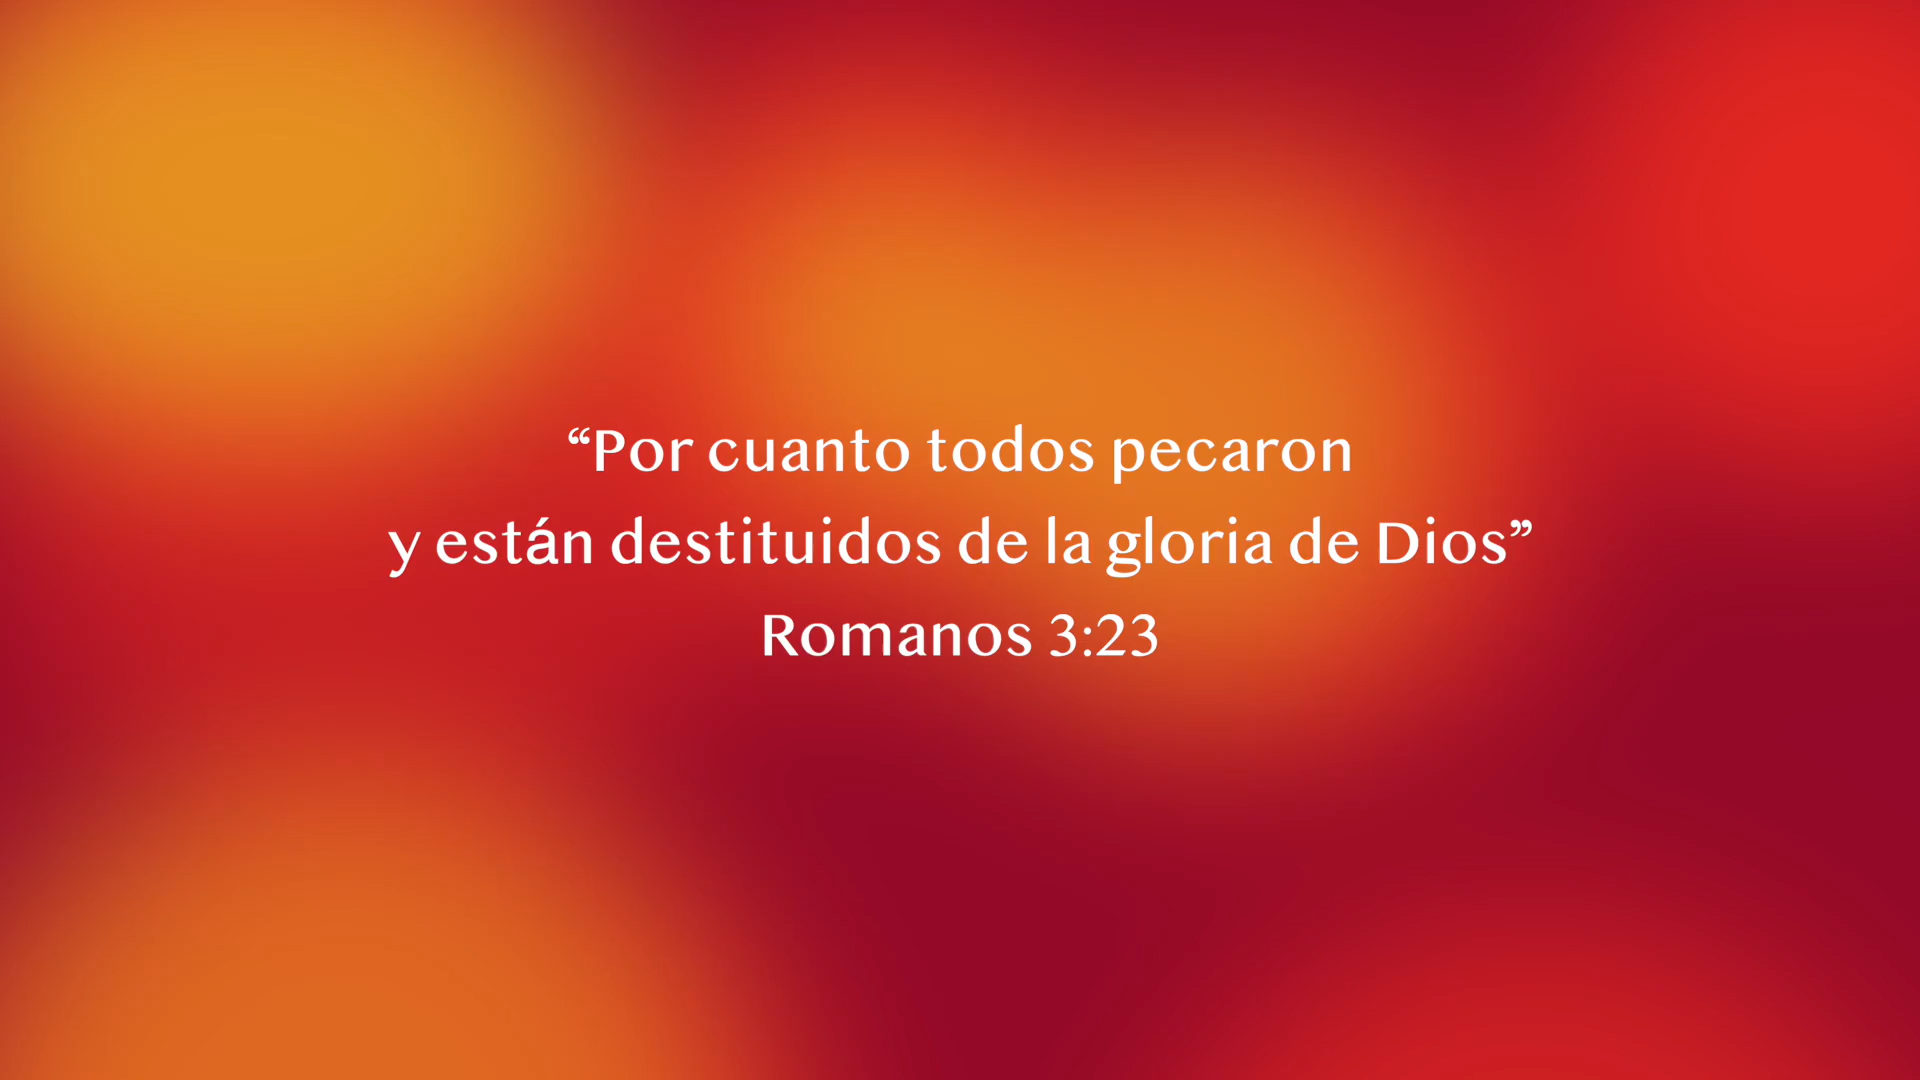 “Por cuanto todos pecaron
y están destituidos de la gloria de Dios”
Romanos 3:23